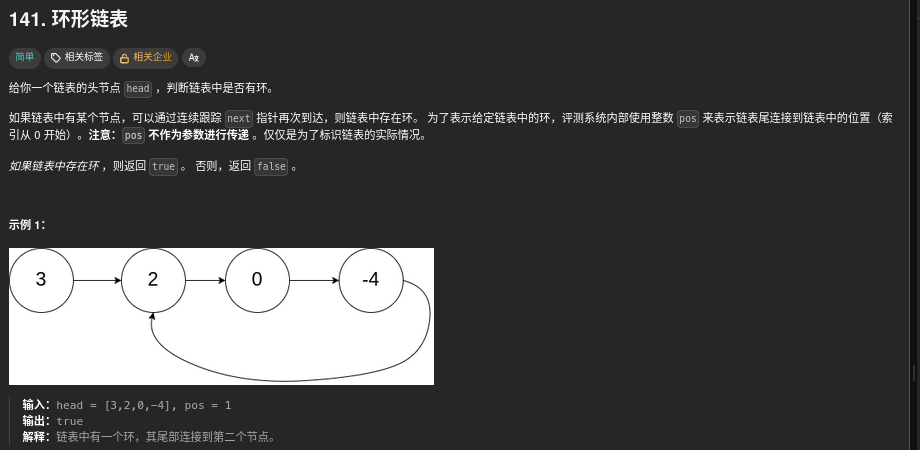 141. 环形链表
简单 相关标签 相关企业 Aχ
给你一个链表的头节点 head ，判断链表中是否有环。
如果链表中有某个节点，可以通过连续跟踪 next 指针再次到达，则链表中存在环。 为了表示给定链表中的环，评测系统内部使用整数 pos 来表示链表尾连接到链表中的位置（索
引从 0 开始）。注意：pos 不作为参数进行传递 。仅仅是为了标识链表的实际情况。
如果链表中存在环 ，则返回 true 。 否则，返回 false 。
示例 1：
3 2 0 -4
输入：head = [3,2,0,-4], pos = 1
输出：true
解释：链表中有一个环，其尾部连接到第二个节点。